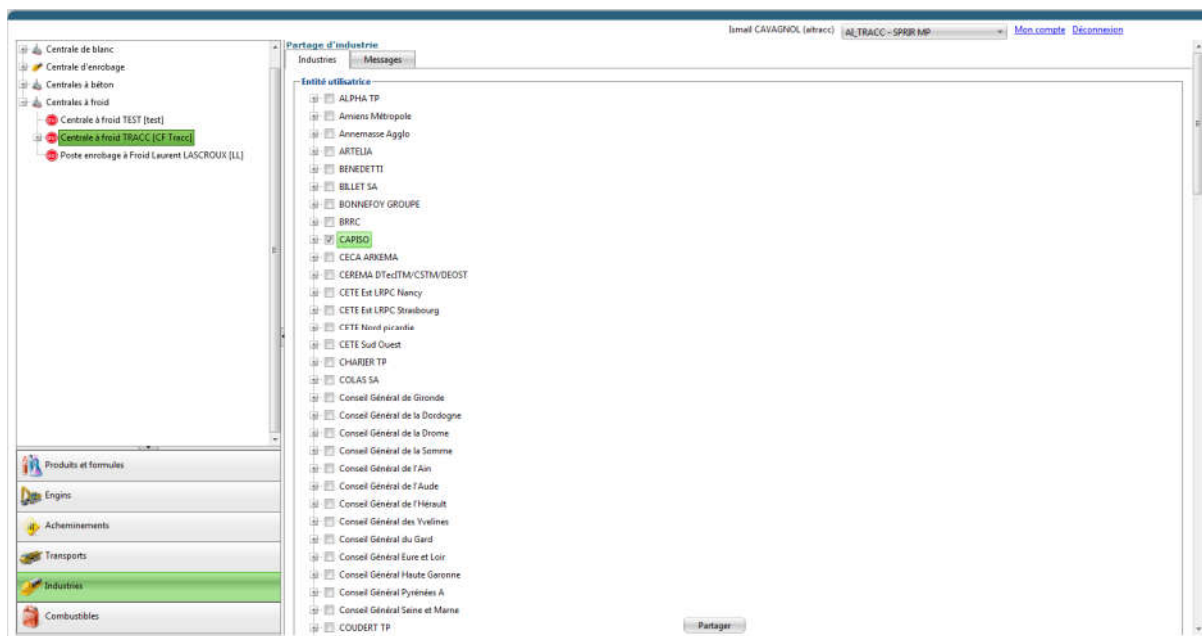 Ismail CAVAGNOL (aitracc) AI_TRACC - SPRIR MP Mon compte Déconnexion
Centrale de blanc
Centrale d'enrobage
Centrales à béton
Centrales à froid
Centrale à froid TEST [test]
Centrale à froid TRACC [CF Tracc]
Poste enrobage à Froid Laurent LASCROUX [LL]
Produits et formules
Engins
Acheminements
Transports
Industries
Combustibles
Partage d'industrie
Industries Messages
Entité utilisatrice
ALPHA TP
Amiens Métropole
Annemasse Agglo
ARTELIA
BENEDETTI
BILLET SA
BONNEFOY GROUPE
BRRC
CAPISO
CECA ARKEMA
CEREMA DTecITM/CSTM/DEOST
CETE Est LRPC Nancy
CETE Est LRPC Strasbourg
CETE Nord picardie
CETE Sud Ouest
CHARIER TP
COLAS SA
Conseil Général de Gironde
Conseil Général de la Dordogne
Conseil Général de la Drome
Conseil Général de la Somme
Conseil Général de l'Ain
Conseil Général de l'Aude
Conseil Général de l'Hérault
Conseil Général des Yvelines
Conseil Général du Gard
Conseil Général Eure et Loir
Conseil Général Haute Garonne
Conseil Général Pyrénées A
Conseil Général Seine et Marne
COUDERT TP
Partager